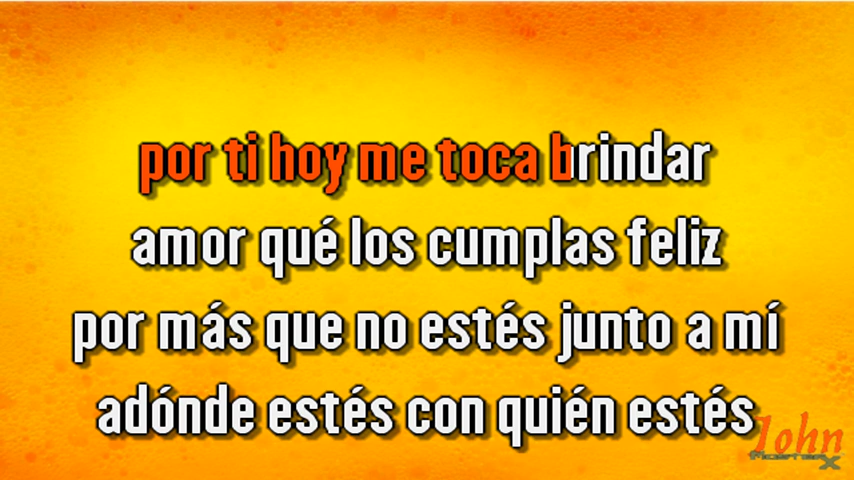 por ti hoy me toca brindar
amor qué los cumplas feliz
por más que no estés junto a mí
adónde estés con quién estés
John